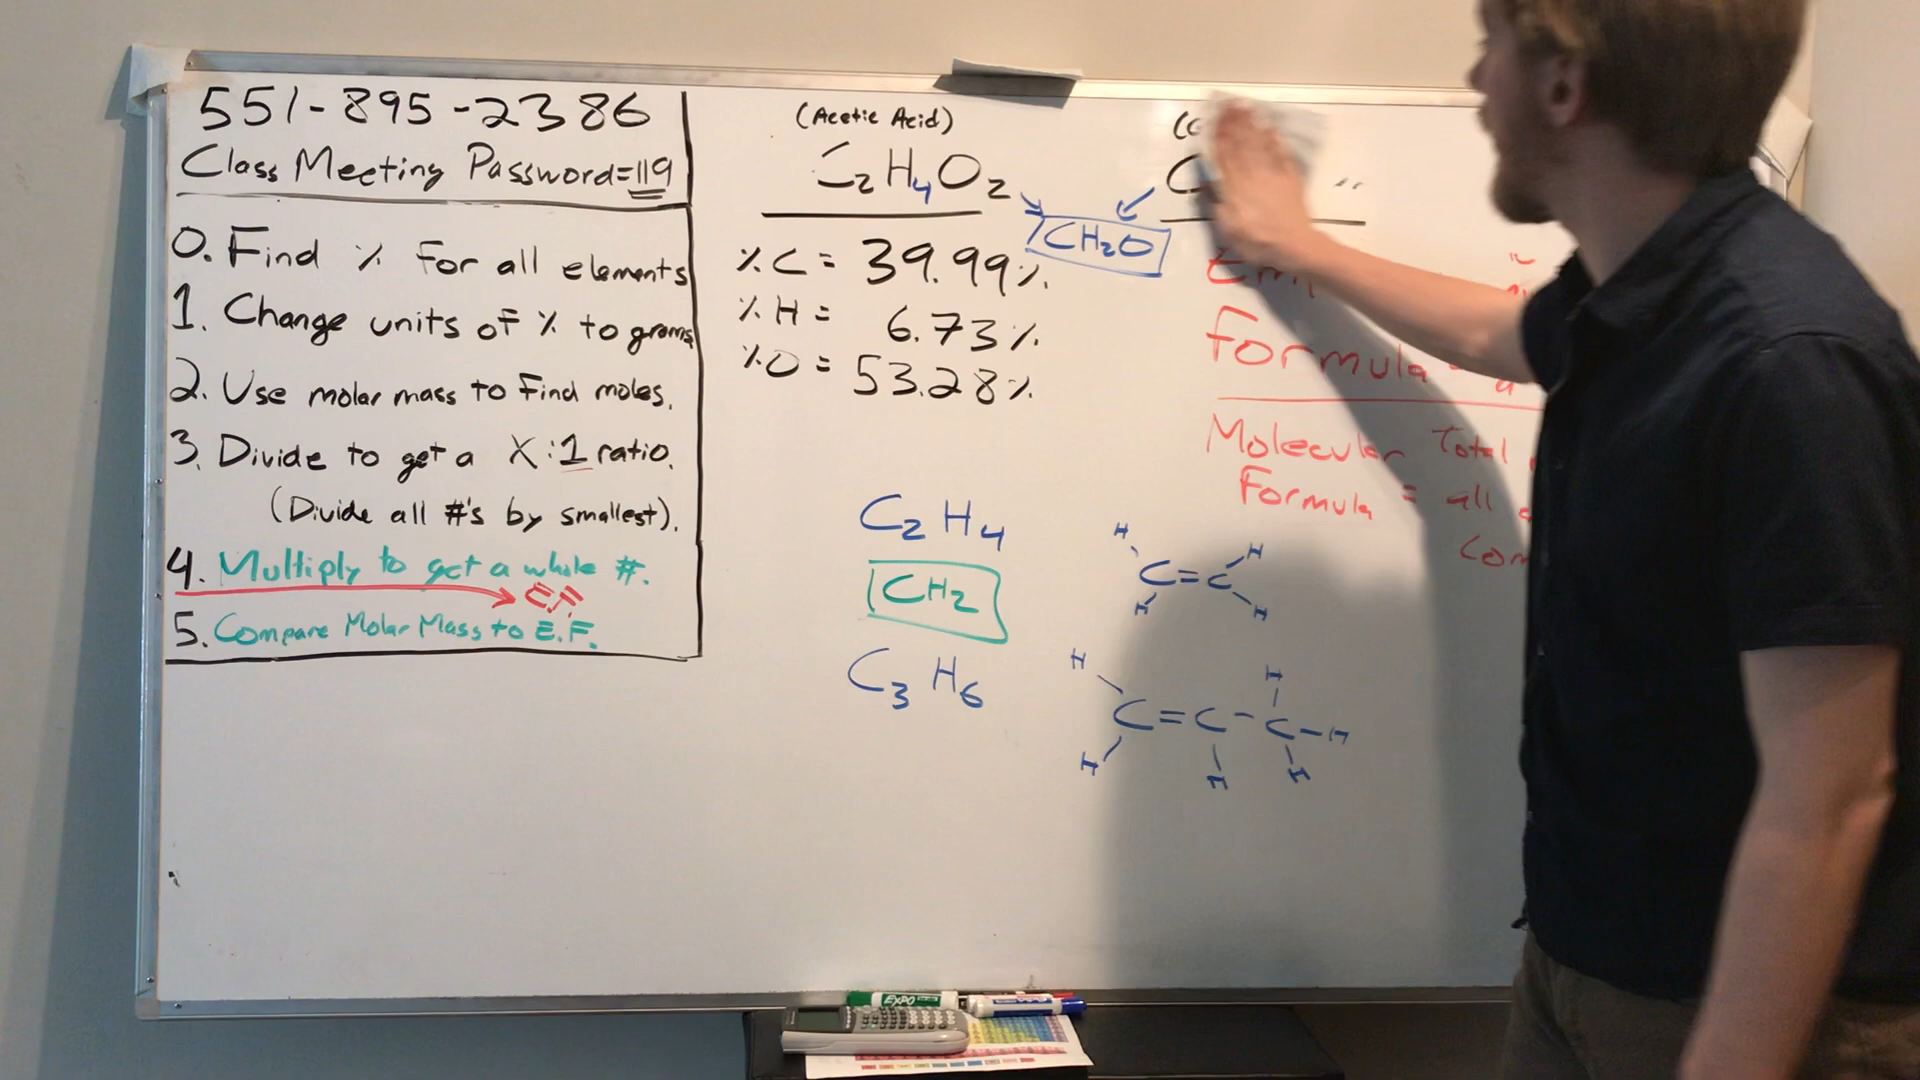 551-895-2386
Class Meeting Password=119
0. Find % for all elements
1. Change units of % to grams
2. Use molar mass to find moles.
3. Divide to get a X:1 ratio.
(Divide all #'s by smallest).
4. Multiply to get a whole #.
E.F.
5. Compare Molar Mass to E.F.
(Acetic Acid)
C2H4O2
CH2O
%C = 39.99%
%H = 6.73%
%O = 53.28%
C2H4
CH2
C3H6
H H
C=C
H H
H H
C=C-C-H
H H H
Formula =
Molecular Total
Formula = all
EXPO